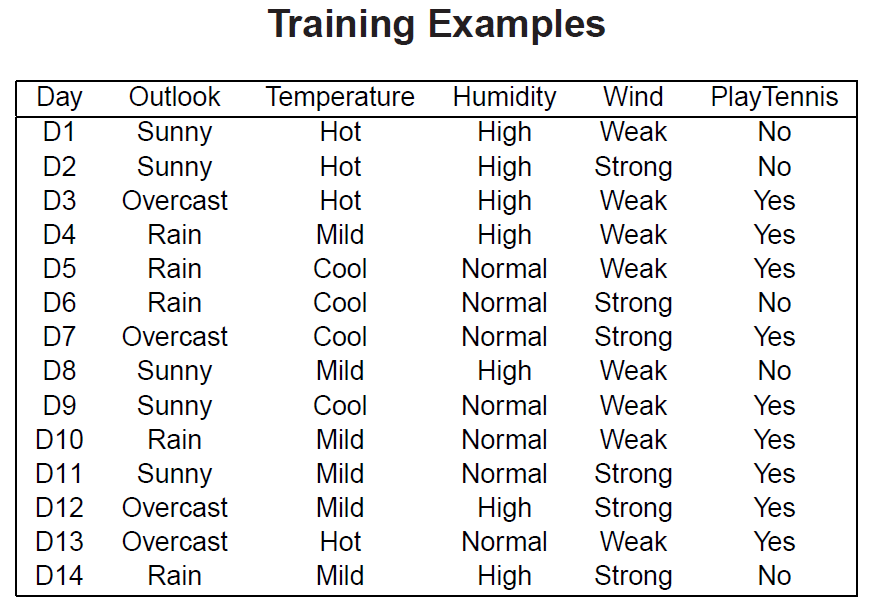 Training Examples
Day Outlook Temperature Humidity Wind PlayTennis
D1 Sunny Hot High Weak No
D2 Sunny Hot High Strong No
D3 Overcast Hot High Weak Yes
D4 Rain Mild High Weak Yes
D5 Rain Cool Normal Weak Yes
D6 Rain Cool Normal Strong No
D7 Overcast Cool Normal Strong Yes
D8 Sunny Mild High Weak No
D9 Sunny Cool Normal Weak Yes
D10 Rain Mild Normal Weak Yes
D11 Sunny Mild Normal Strong Yes
D12 Overcast Mild High Strong Yes
D13 Overcast Hot Normal Weak Yes
D14 Rain Mild High Strong No